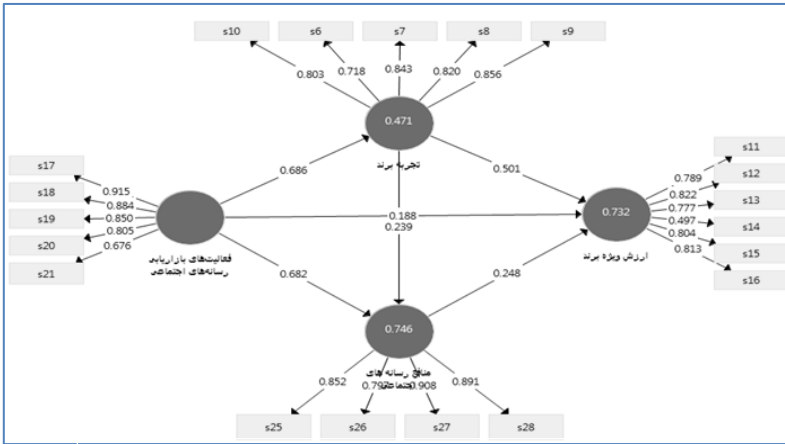 s10 s6 s7 s8 s9
0.803 0.718 0.843 0.820 0.856
0.471
تجربه برند
s17
s18
s19
s20
s21
0.915
0.884
0.850
0.805
0.676
فعالیت‌های بازاریابی
رسانه‌های اجتماعی
0.686
0.501
0.188
0.239
0.682
0.248
0.732
ارزش ویژه برند
s11
s12
s13
s14
s15
s16
0.789
0.822
0.777
0.497
0.804
0.813
0.746
رسانه های
0.852 0.908 0.891
s25 s26 s27 s28